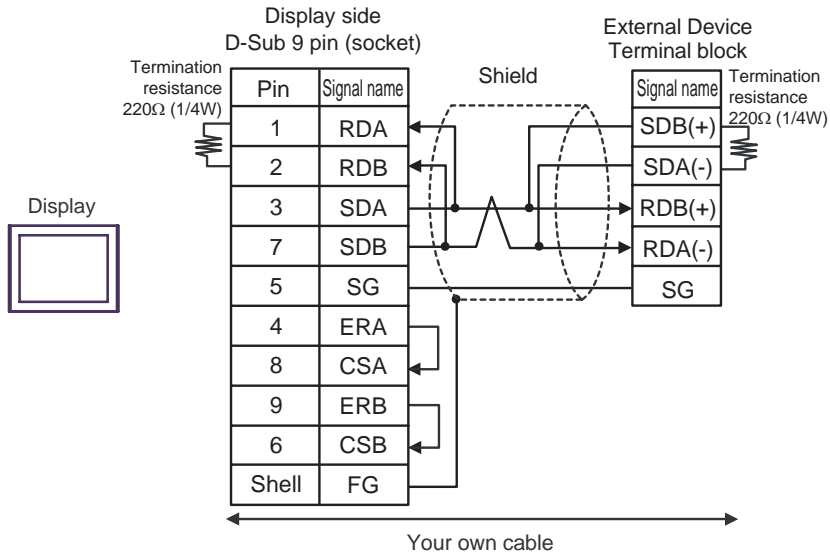 Display side
D-Sub 9 pin (socket)
External Device
Terminal block
Termination
resistance
220Ω (1/4W)
Pin
Signal name
Shield
Signal name
Termination
resistance
220Ω (1/4W)
1
RDA
SDB(+)
2
RDB
SDA(-)
Display
3
SDA
RDB(+)
7
SDB
RDA(-)
5
SG
SG
4
ERA
8
CSA
9
ERB
6
CSB
Shell
FG
Your own cable